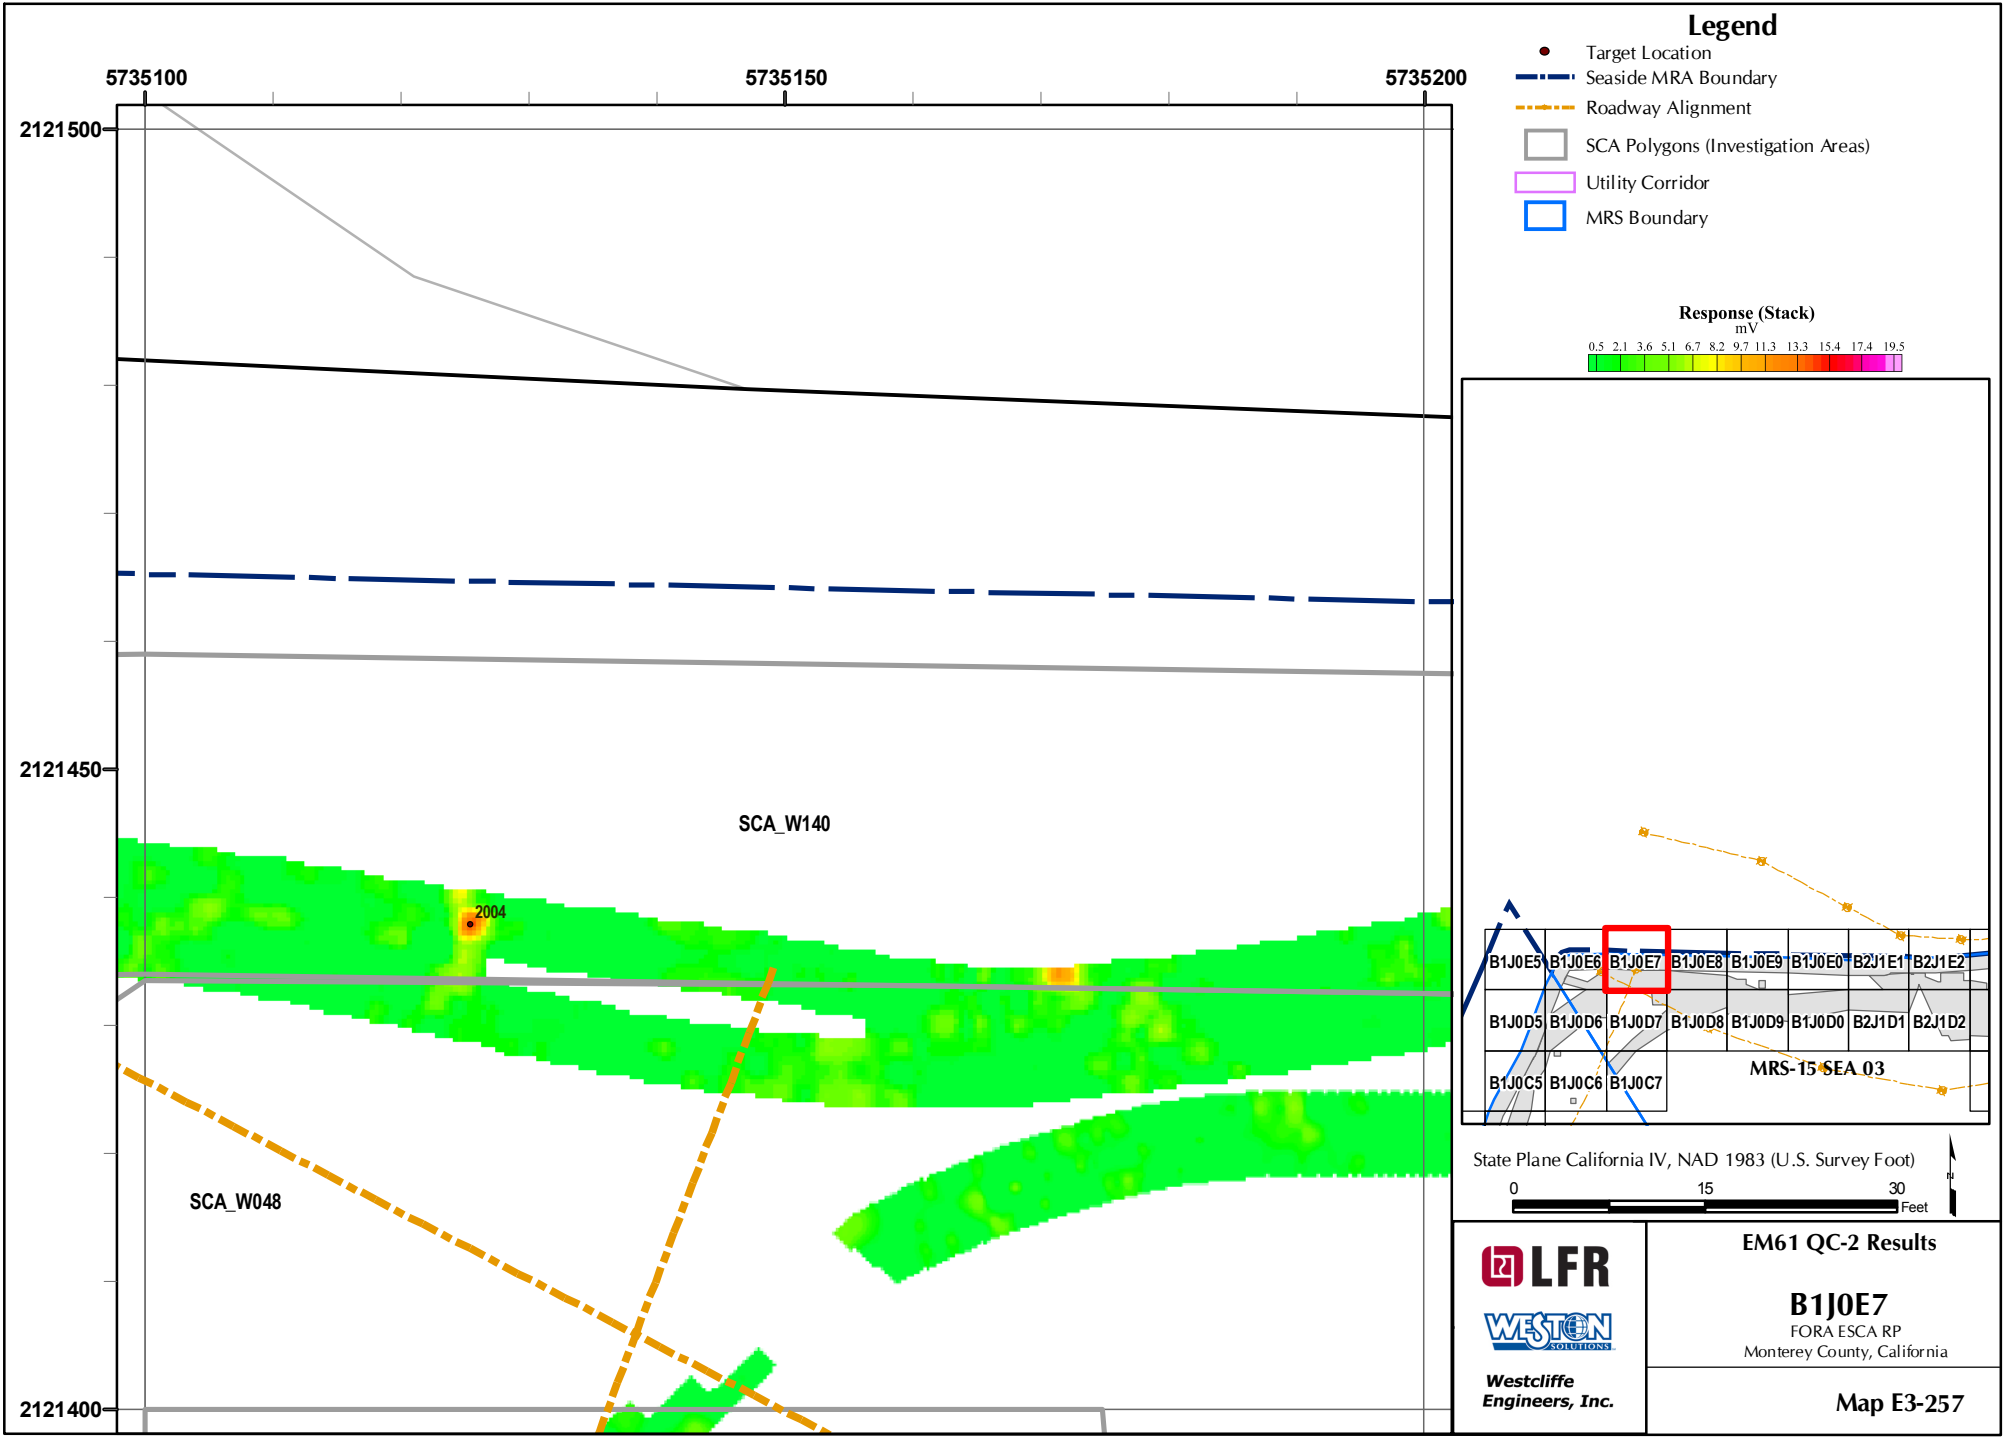 Legend
Target Location
Seaside MRA Boundary
Roadway Alignment
SCA Polygons (Investigation Areas)
Utility Corridor
MRS Boundary
5735100
5735150
5735200
2121500
2121450
2121400
SCA_W140
2004
SCA_W048
Response (Stack)
mV
0.5 2.1 3.6 5.1 6.7 8.2 9.7 11.3 13.3 15.4 17.4 19.5
B1J0E5 B1J0E6 B1J0E7 B1J0E8 B1J0E9 B1J0E0 B2J1E1 B2J1E2
B1J0D5 B1J0D6 B1J0D7 B1J0D8 B1J0D9 B1J0D0 B2J1D1 B2J1D2
MRS-15 SEA 03
B1J0C5 B1J0C6 B1J0C7
State Plane California IV, NAD 1983 (U.S. Survey Foot)
0 15 30
Feet
N
LFR
WESTON
SOLUTIONS
Westcliffe
Engineers, Inc.
EM61 QC-2 Results
B1J0E7
FORA ESCA RP
Monterey County, California
Map E3-257